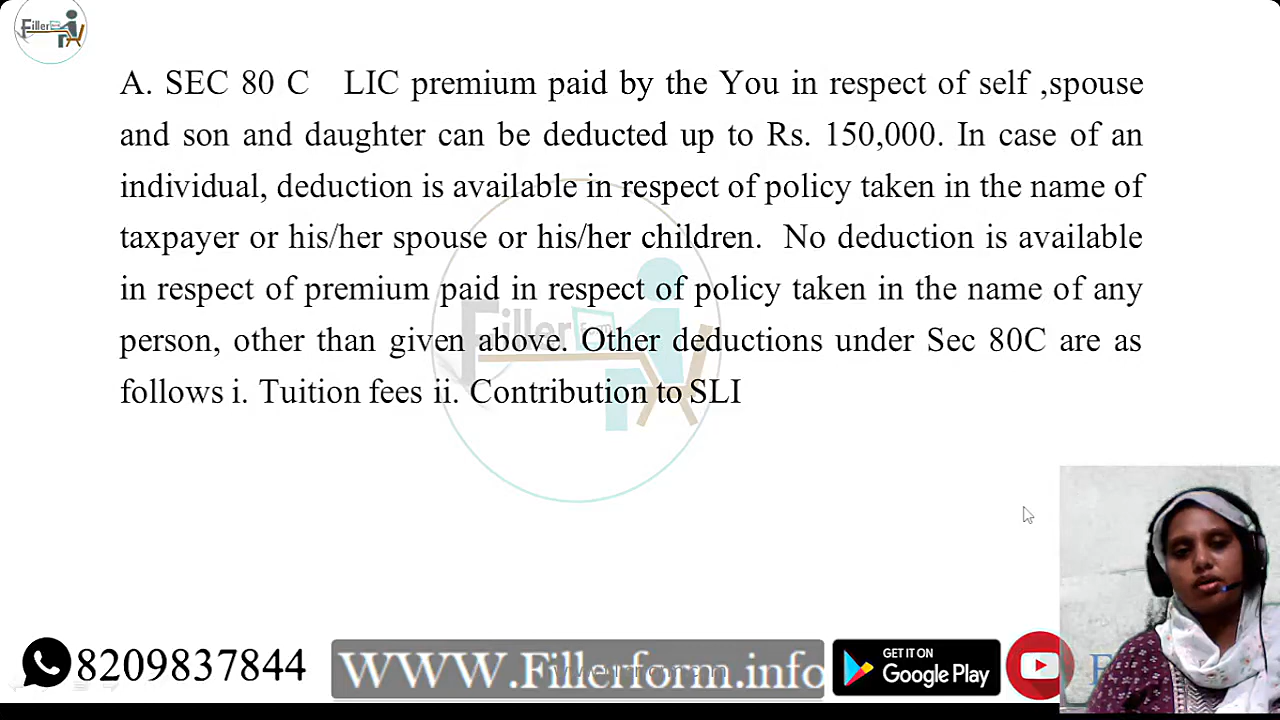 Filler
A. SEC 80 C LIC premium paid by the You in respect of self ,spouse
and son and daughter can be deducted up to Rs. 150,000. In case of an
individual, deduction is available in respect of policy taken in the name of
taxpayer or his/her spouse or his/her children. No deduction is available
in respect of premium paid in respect of policy taken in the name of any
person, other than given above. Other deductions under Sec 80C are as
follows i. Tuition fees ii. Contribution to SLI
Filler form
8209837844
WWW.Fillerform.info
GET IT ON
Google Play